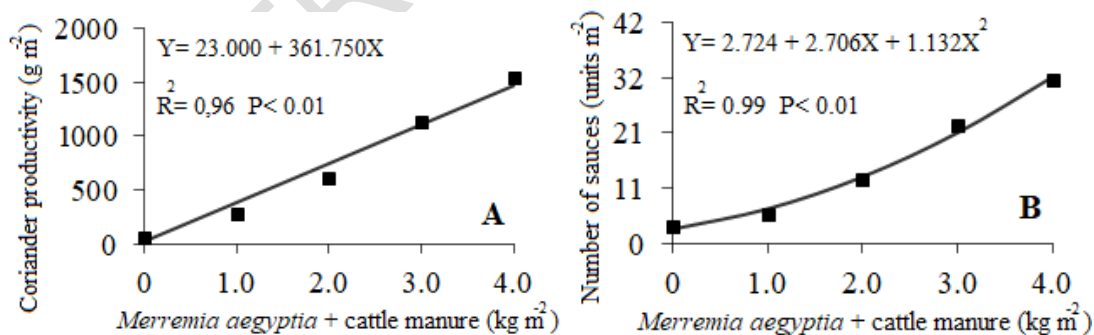 Coriander productivity (g m⁻²)
2000
1500
1000
500
0
Y= 23.000 + 361.750X
R²= 0,96 P< 0.01
A
0 1.0 2.0 3.0 4.0
Merremia aegyptia + cattle manure (kg m⁻²)
Number of sauces (units m⁻²)
42
32
21
11
0
Y= 2.724 + 2.706X + 1.132X²
R²= 0.99 P< 0.01
B
0 1.0 2.0 3.0 4.0
Merremia aegyptia + cattle manure (kg m⁻²)